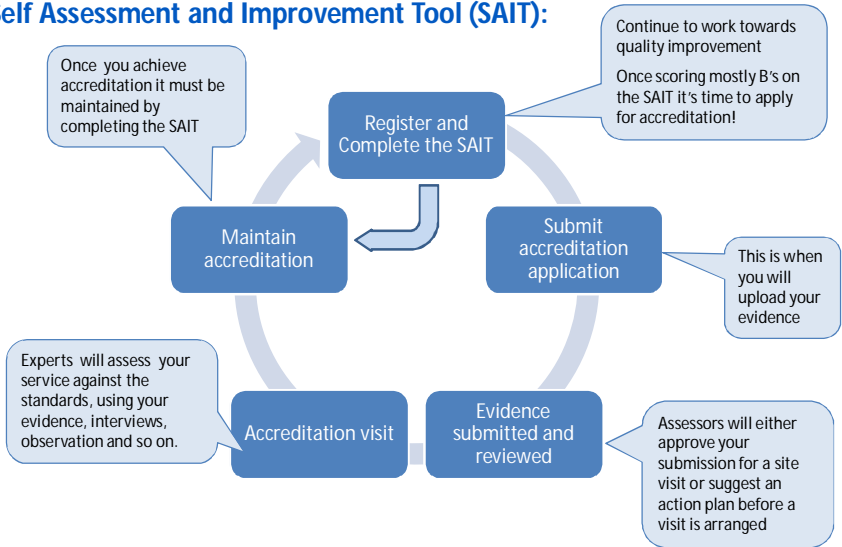 elf Assessment and Improvement Tool (SAIT):
Continue to work towards
quality improvement
Once scoring mostly B's on
the SAIT it's time to apply
for accreditation!
Once you achieve
accreditation it must be
maintained by
completing the SAIT
Register and
Complete the SAIT
Submit
accreditation
application
This is when
you will
upload your
evidence
Maintain
accreditation
Evidence
submitted and
reviewed
Assessors will either
approve your
submission for a site
visit or suggest an
action plan before a
visit is arranged
Accreditation visit
Experts will assess your
service against the
standards, using your
evidence, interviews,
observation and so on.